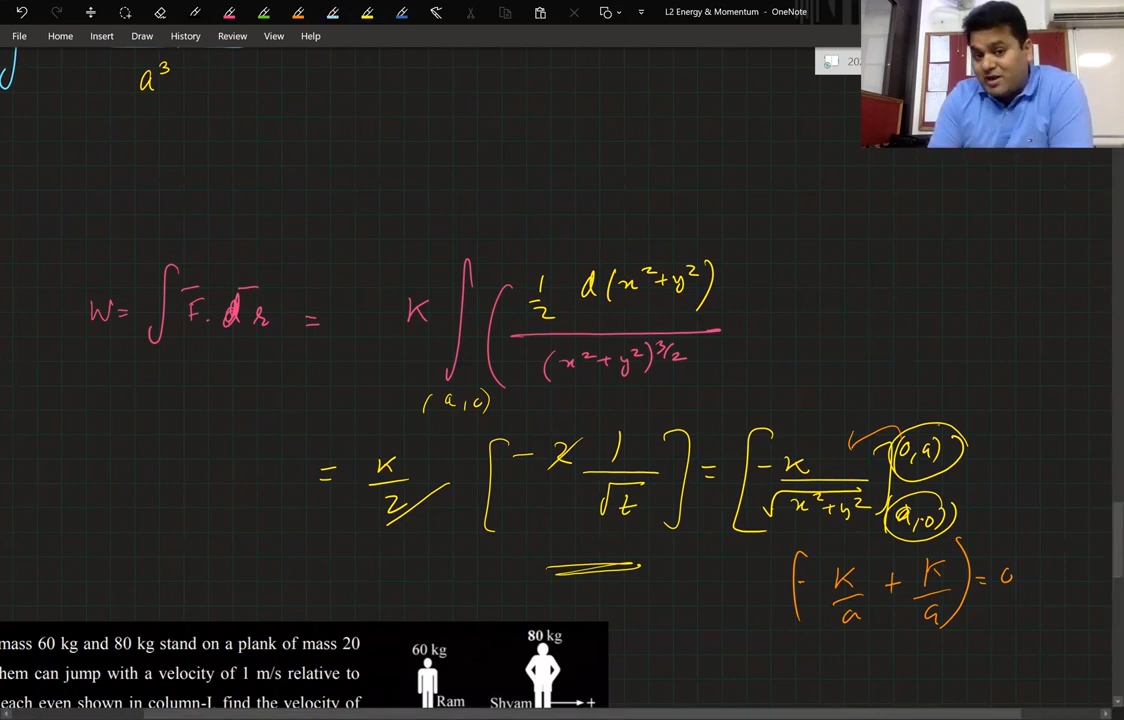 L2 Energy & Momentum - OneNote
File Home Insert Draw History Review View Help
202
a³
W = ∫ F̄ . d̄r = K ∫ ( ½ d(x²+y²) / (x²+y²)^3/2
(a,0)
= K/2 [ -2 1/√t ] = [ -K/√x²+y² ] (0,a) (a,0)
( - K/a + K/a ) = 0
mass 60 kg and 80 kg stand on a plank of mass 20
hem can jump with a velocity of 1 m/s relative to
each even shown in column-I, find the velocity of
60 kg
80 kg
Ram
Shyam
+